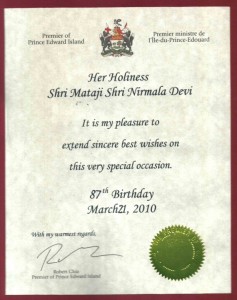 Premier of
Prince Edward Island
Premier ministre de
l'Île-du-Prince-Édouard
Her Holiness
Shri Mataji Shri Nirmala Devi
It is my pleasure to
extend sincere best wishes on
this very special occasion.
87th Birthday
March21, 2010
With my warmest regards,
Robert Ghiz
Premier of Prince Edward Island